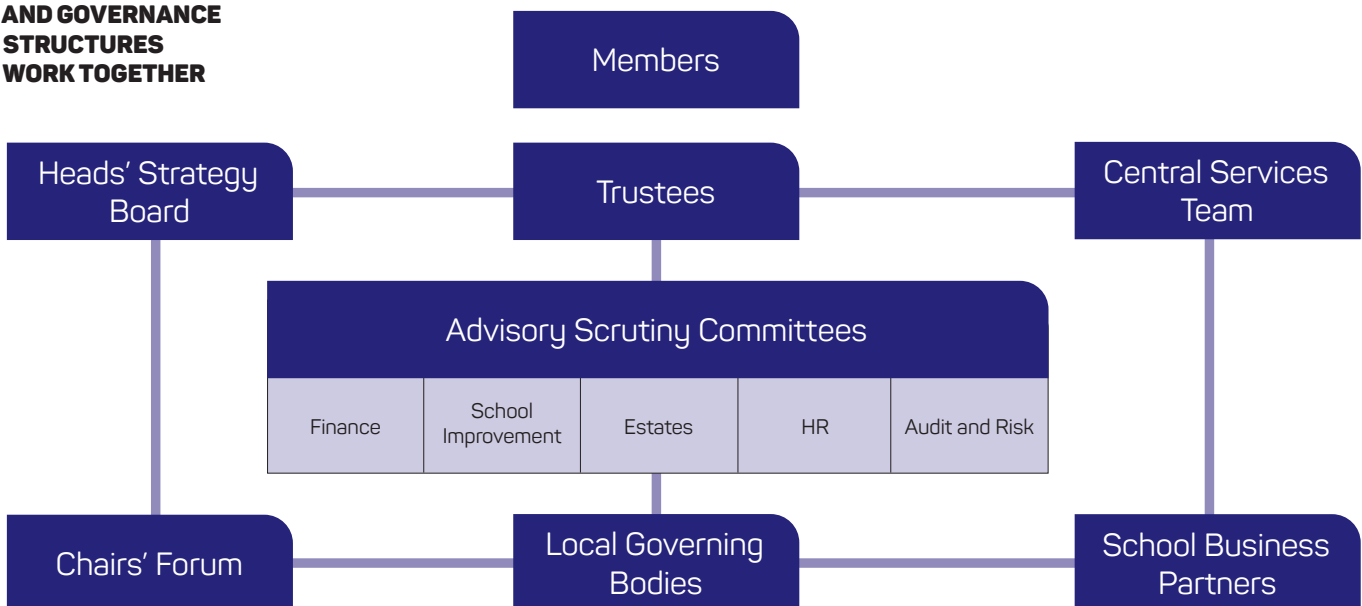 AND GOVERNANCE
STRUCTURES
WORK TOGETHER
Members
Heads’ Strategy
Board
Trustees
Central Services
Team
Advisory Scrutiny Committees
Finance
School
Improvement
Estates
HR
Audit and Risk
Chairs’ Forum
Local Governing
Bodies
School Business
Partners